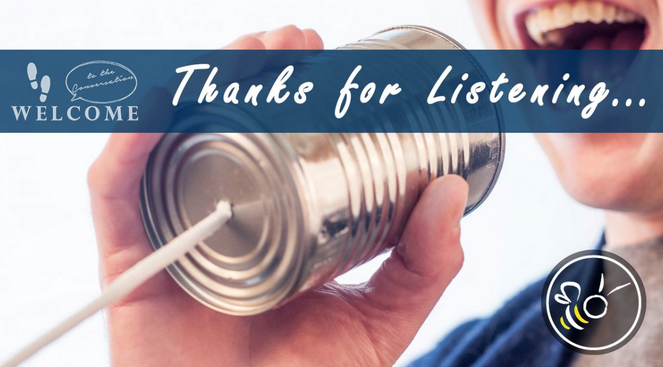 to the
Conversation
WELCOME
Thanks for Listening...